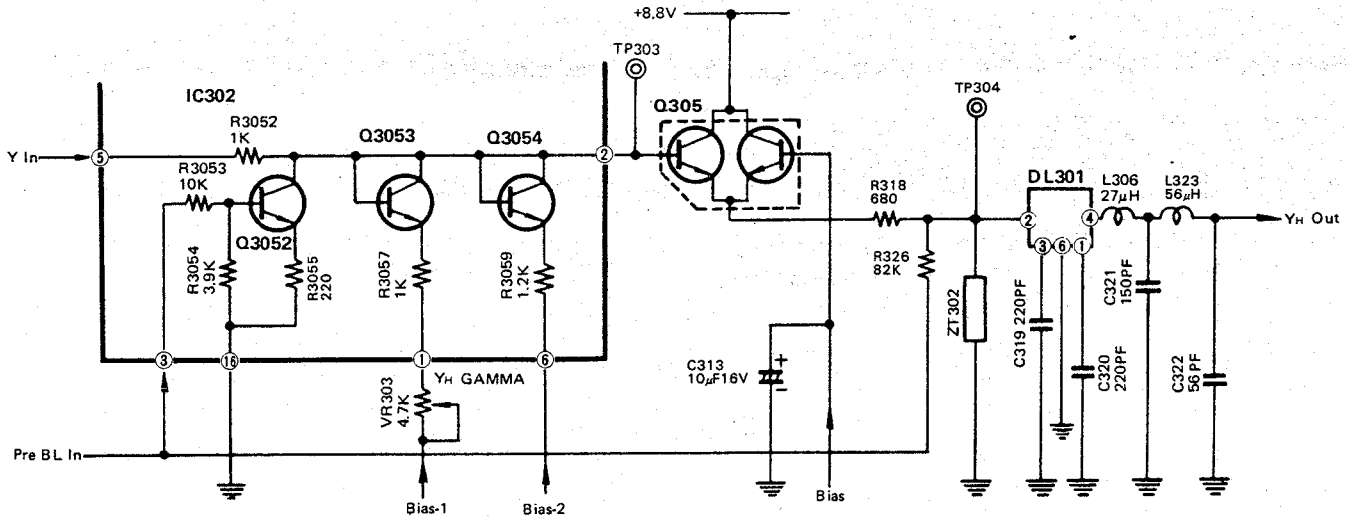 +8.8V
TP303
IC302
Q305
R3052
1K
Q3053
Q3054
TP304
Y In
5
2
R3053
10K
DL301
L306
27μH
L323
56μH
R318
680
2
4
YH Out
3
6
1
Q3052
R3054
3.9K
R3055
220
R3057
1K
R3059
1.2K
R326
82K
ZT302
C319 220PF
C320
220PF
C321
150PF
C322
56 PF
3
16
1
6
YH GAMMA
C313
10μF16V
+
-
VR303
4.7K
Pre BL In
Bias-1
Bias-2
Bias